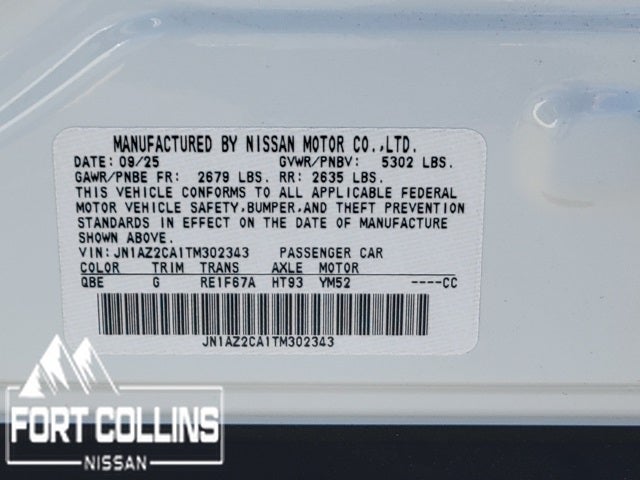 MANUFACTURED BY NISSAN MOTOR CO.,LTD.
DATE: 09/25 GVWR/PNBV: 5302 LBS.
GAWR/PNBE FR: 2679 LBS. RR: 2635 LBS.
THIS VEHICLE CONFORMS TO ALL APPLICABLE FEDERAL
MOTOR VEHICLE SAFETY,BUMPER,AND THEFT PREVENTION
STANDARDS IN EFFECT ON THE DATE OF MANUFACTURE
SHOWN ABOVE.
VIN:JN1AZ2CA1TM302343 PASSENGER CAR
COLOR TRIM TRANS AXLE MOTOR
QBE G RE1F67A HT93 YM52 ----CC
JN1AZ2CA1TM302343
FORT COLLINS
NISSAN